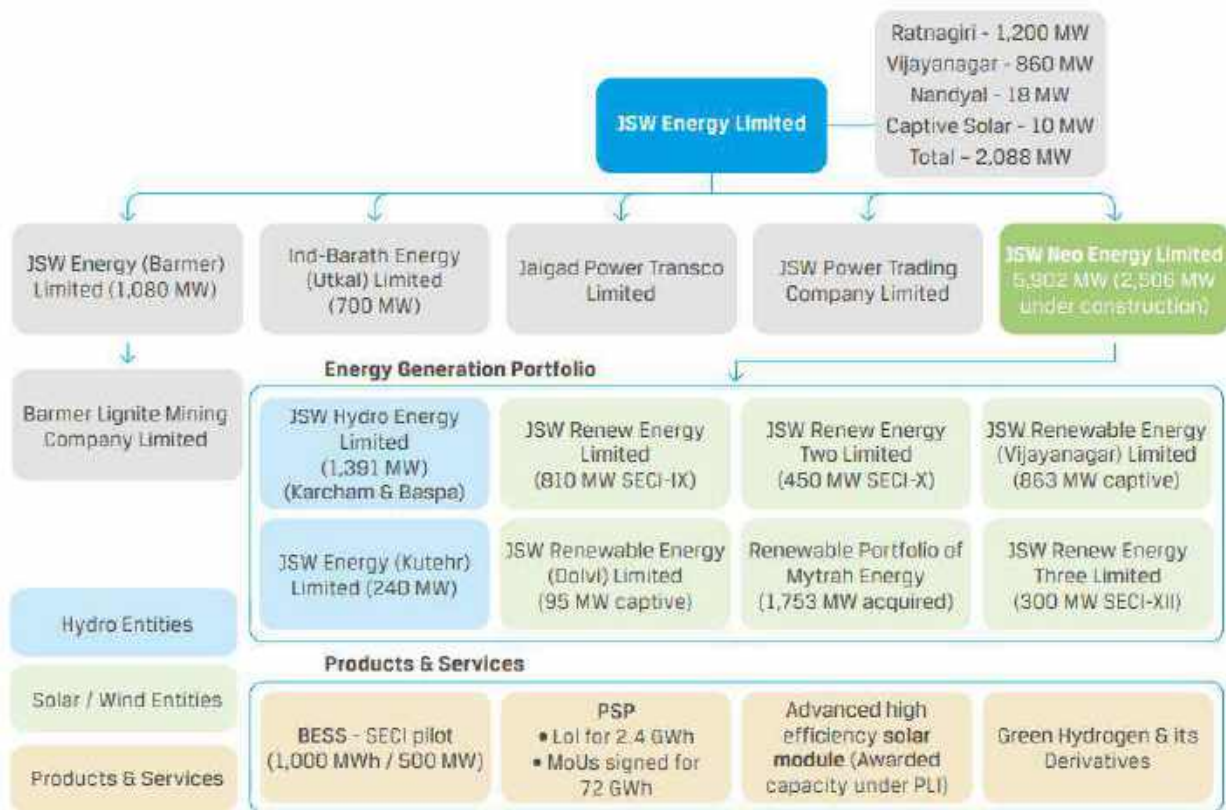 JSW Energy Limited
Ratnagiri - 1,200 MW
Vijayanagar - 860 MW
Nandyal - 18 MW
Captive Solar - 10 MW
Total - 2,088 MW
JSW Energy (Barmer)
Limited (1,080 MW)
Ind-Barath Energy
(Utkal) Limited
(700 MW)
Jaigad Power Transco
Limited
JSW Power Trading
Company Limited
JSW Neo Energy Limited
5,902 MW (2,506 MW
under construction)
Barmer Lignite Mining
Company Limited
Energy Generation Portfolio
JSW Hydro Energy
Limited
(1,391 MW)
(Karcham & Baspa)
JSW Renew Energy
Limited
(810 MW SECI-IX)
JSW Renew Energy
Two Limited
(450 MW SECI-X)
JSW Renewable Energy
(Vijayanagar) Limited
(863 MW captive)
JSW Energy (Kutehr)
Limited (240 MW)
JSW Renewable Energy
(Dolvi) Limited
(95 MW captive)
Renewable Portfolio of
Mytrah Energy
(1,753 MW acquired)
JSW Renew Energy
Three Limited
(300 MW SECI-XII)
Hydro Entities
Solar / Wind Entities
Products & Services
Products & Services
BESS - SECI pilot
(1,000 MWh / 500 MW)
PSP
• LoI for 2.4 GWh
• MoUs signed for
72 GWh
Advanced high
efficiency solar
module (Awarded
capacity under PLI)
Green Hydrogen & its
Derivatives